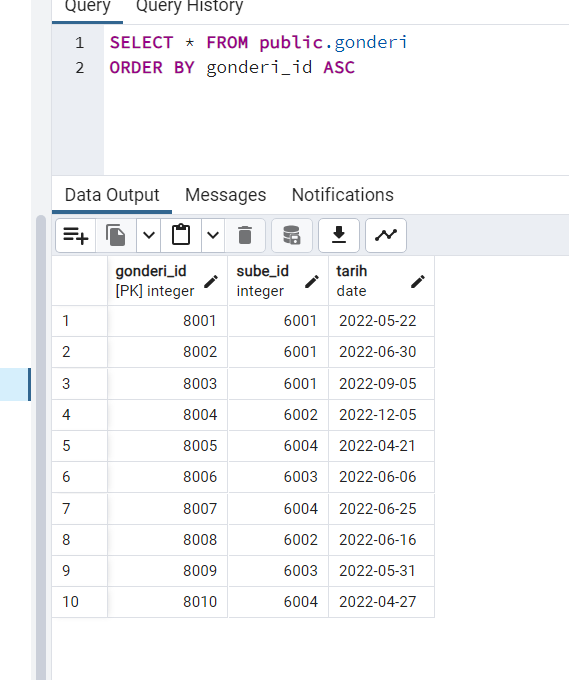 Query Query History
1 SELECT * FROM public.gonderi
2 ORDER BY gonderi_id ASC
Data Output Messages Notifications
gonderi_id sube_id tarih
[PK] integer integer date
1 8001 6001 2022-05-22
2 8002 6001 2022-06-30
3 8003 6001 2022-09-05
4 8004 6002 2022-12-05
5 8005 6004 2022-04-21
6 8006 6003 2022-06-06
7 8007 6004 2022-06-25
8 8008 6002 2022-06-16
9 8009 6003 2022-05-31
10 8010 6004 2022-04-27